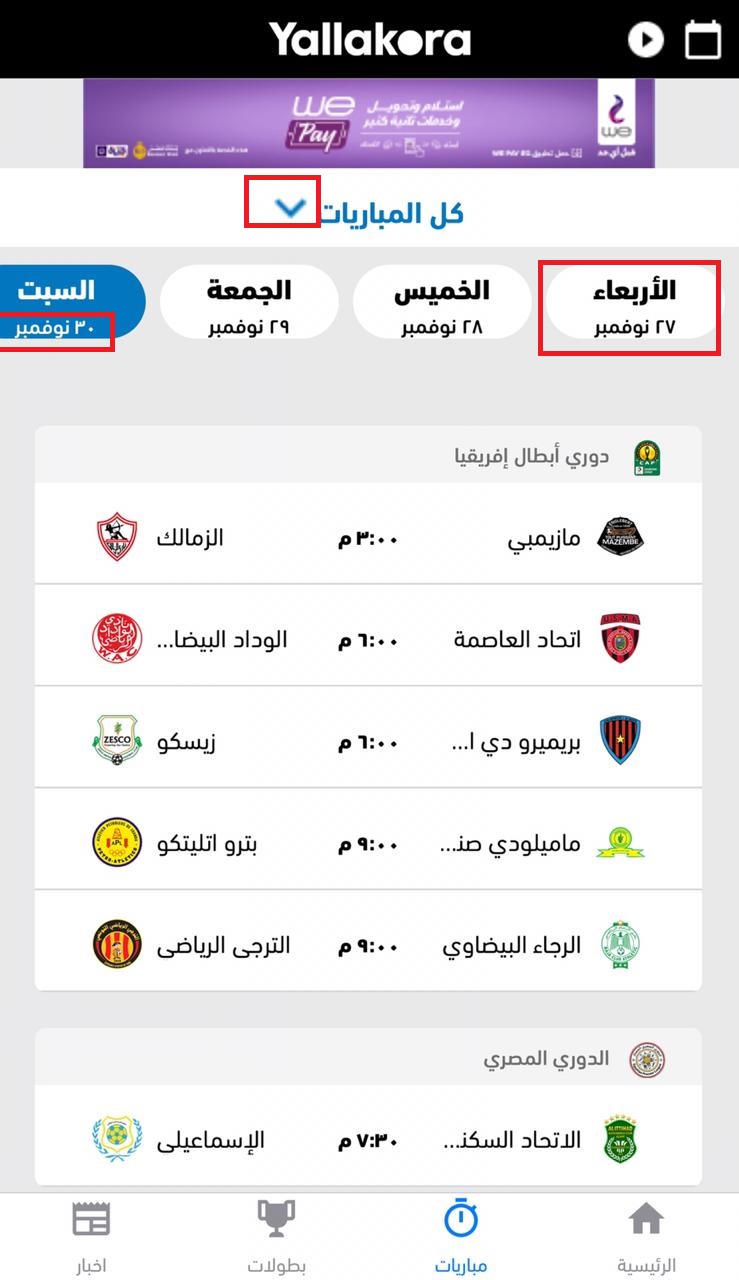 Yallakora
استلام وتحويل
وخدمات تانية كتير
we
Pay
we
كل المباريات
الأربعاء
٢٧ نوفمبر
الخميس
٢٨ نوفمبر
الجمعة
٢٩ نوفمبر
السبت
٣٠ نوفمبر
دوري أبطال إفريقيا
مازيمبي ٣:٠٠ م الزمالك
اتحاد العاصمة ٦:٠٠ م الوداد البيضا...
بريميرو دي ا... ٦:٠٠ م زيسكو
ماميلودي صنـ... ٩:٠٠ م بترو اتليتكو
الرجاء البيضاوي ٩:٠٠ م الترجى الرياضى
الدوري المصري
الاتحاد السكنـ... ٧:٣٠ م الإسماعيلى
الرئيسية
مباريات
بطولات
اخبار